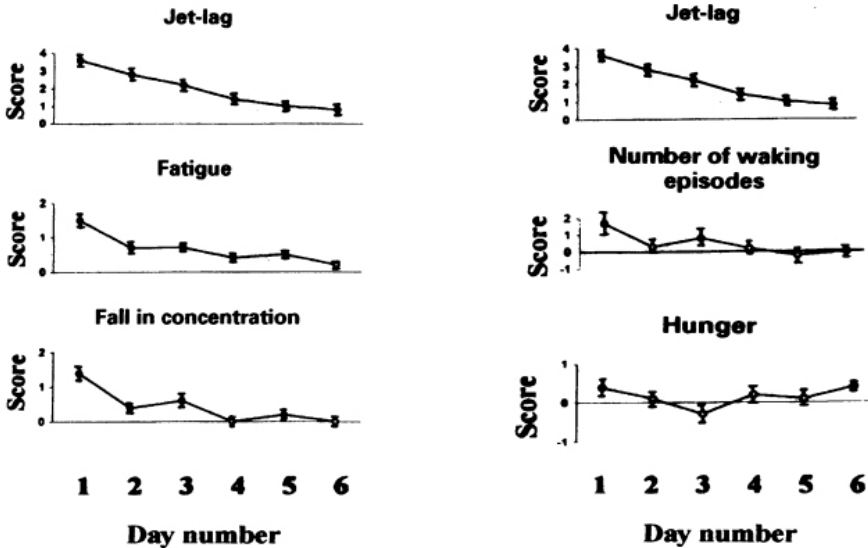 Jet-lag
Score
4
3
2
1
0
Fatigue
Score
2
1
0
Fall in concentration
Score
2
1
0
1 2 3 4 5 6
Day number
Jet-lag
Score
4
3
2
1
0
Number of waking
episodes
Score
2
1
0
-1
Hunger
Score
1
0
-1
1 2 3 4 5 6
Day number